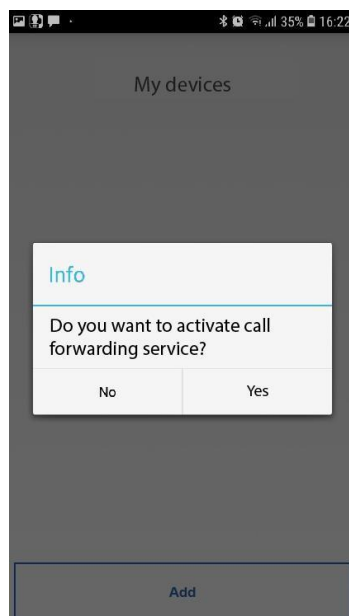 35% 16:22
My devices
Info
Do you want to activate call
forwarding service?
No Yes
Add